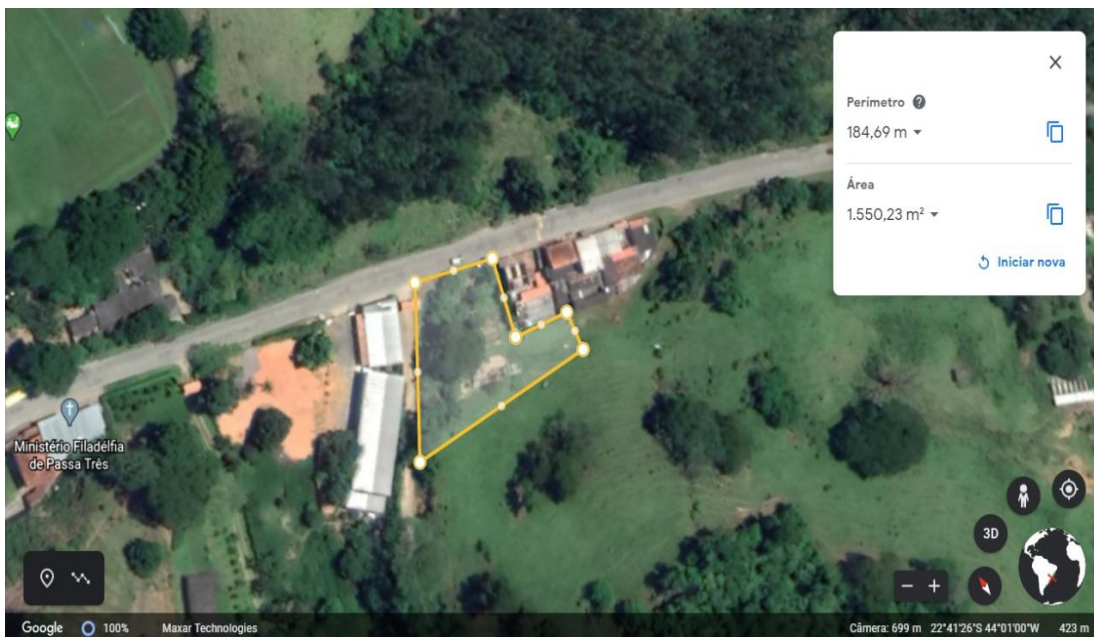 Perímetro ?
184,69 m
Área
1.550,23 m²
Iniciar nova
Ministério Filadélfia
de Passa Três
3D
Google 100% Maxar Technologies Câmera: 699 m 22°41'26"S 44°01'00"W 423 m